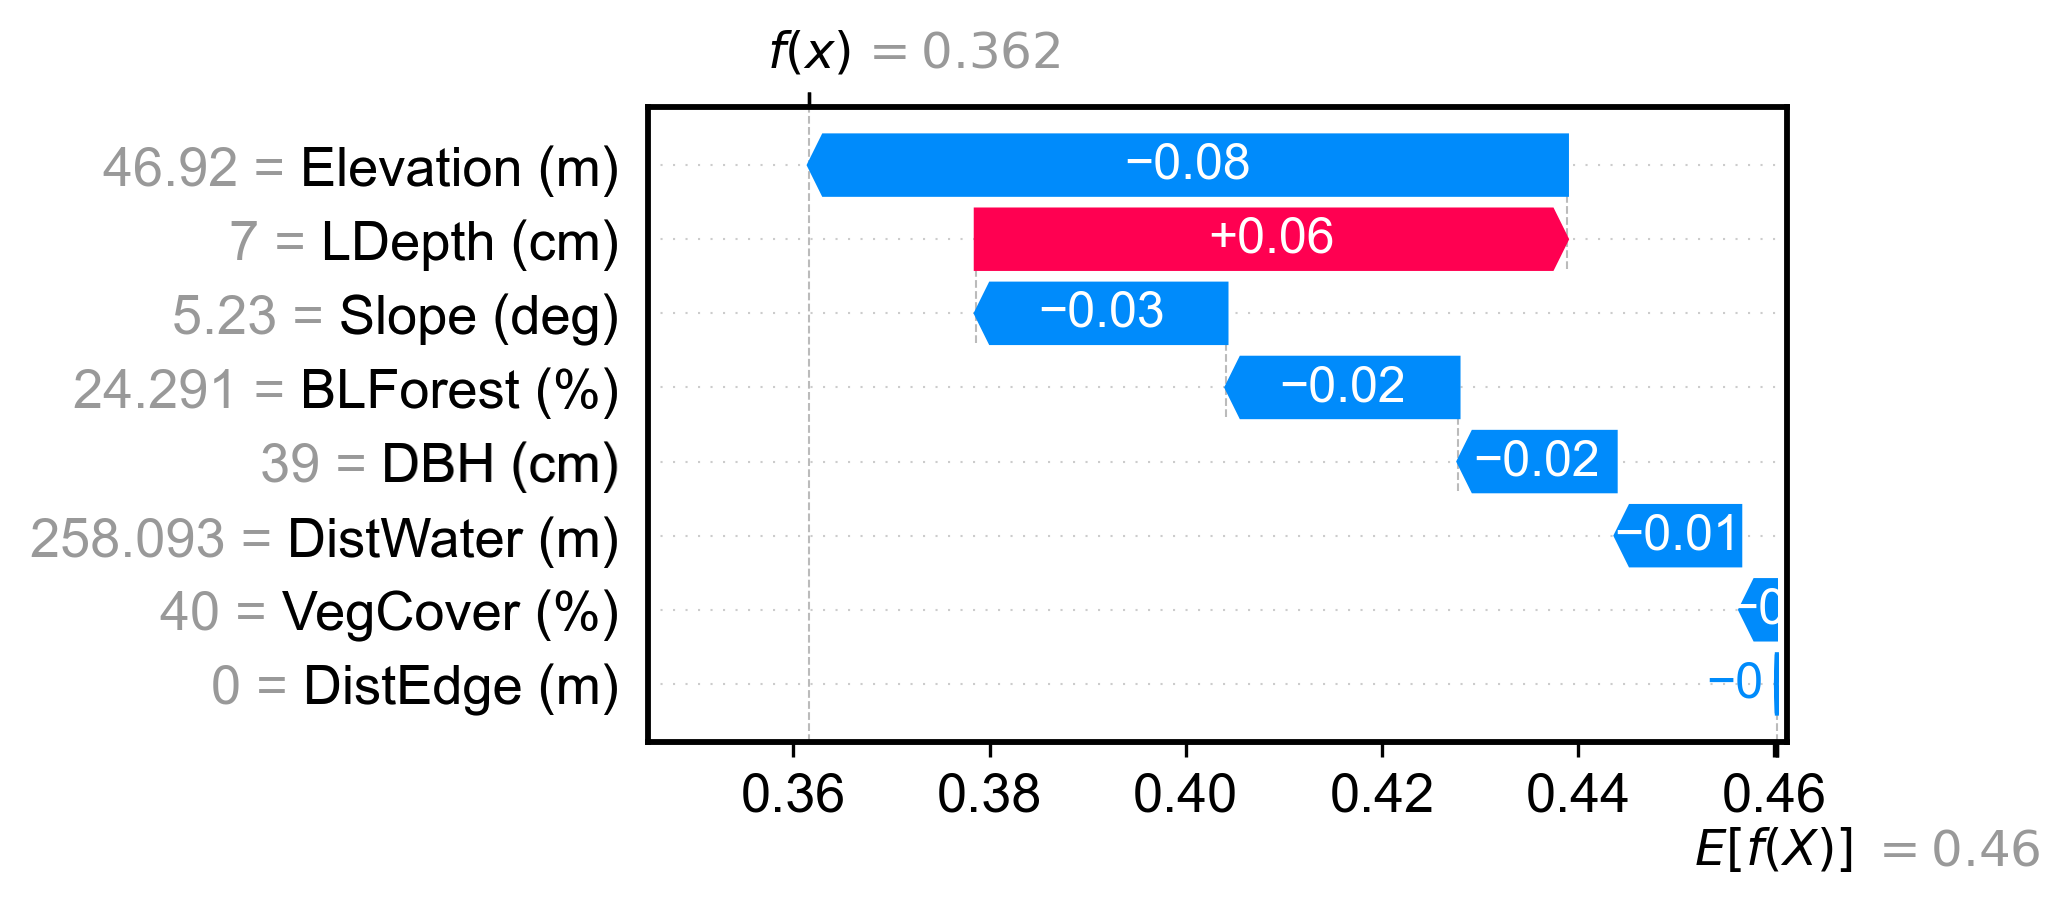 f(x) = 0.362
46.92 = Elevation (m) −0.08
7 = LDepth (cm) +0.06
5.23 = Slope (deg) −0.03
24.291 = BLForest (%) −0.02
39 = DBH (cm) −0.02
258.093 = DistWater (m) −0.01
40 = VegCover (%) −0
0 = DistEdge (m) −0
0.36 0.38 0.40 0.42 0.44 0.46
E[f(X)] = 0.46